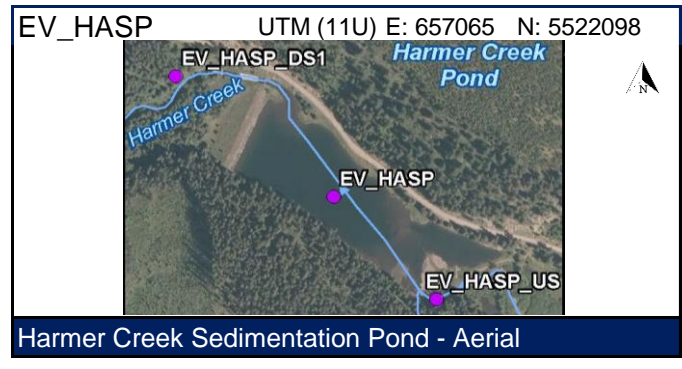 EV_HASP UTM (11U) E: 657065 N: 5522098
EV_HASP_DS1
Harmer Creek
Pond
Harmer Creek
N
EV_HASP
EV_HASP_US
Harmer Creek Sedimentation Pond - Aerial